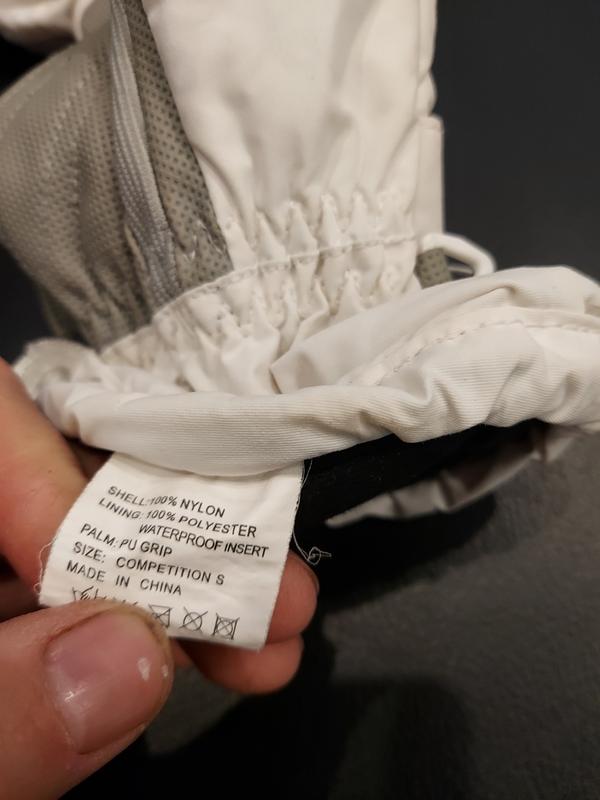 SHELL:100% NYLON
LINING:100% POLYESTER
WATERPROOF INSERT
PALM: PU GRIP
SIZE: COMPETITION S
MADE IN CHINA